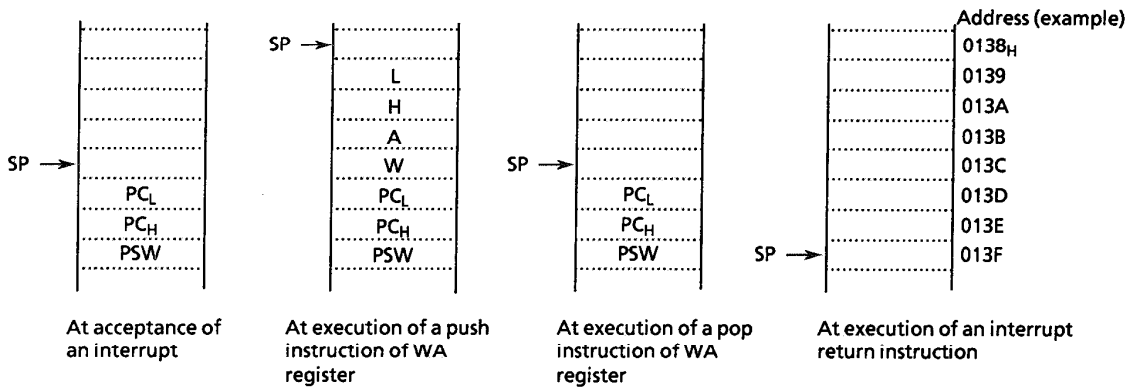 Address (example)
SP
0138H
L
0139
H
013A
A
013B
SP
W
SP
013C
PCL
PCL
PCL
013D
PCH
PCH
PCH
013E
PSW
PSW
PSW
SP
013F
At acceptance of
an interrupt
At execution of a push
instruction of WA
register
At execution of a pop
instruction of WA
register
At execution of an interrupt
return instruction